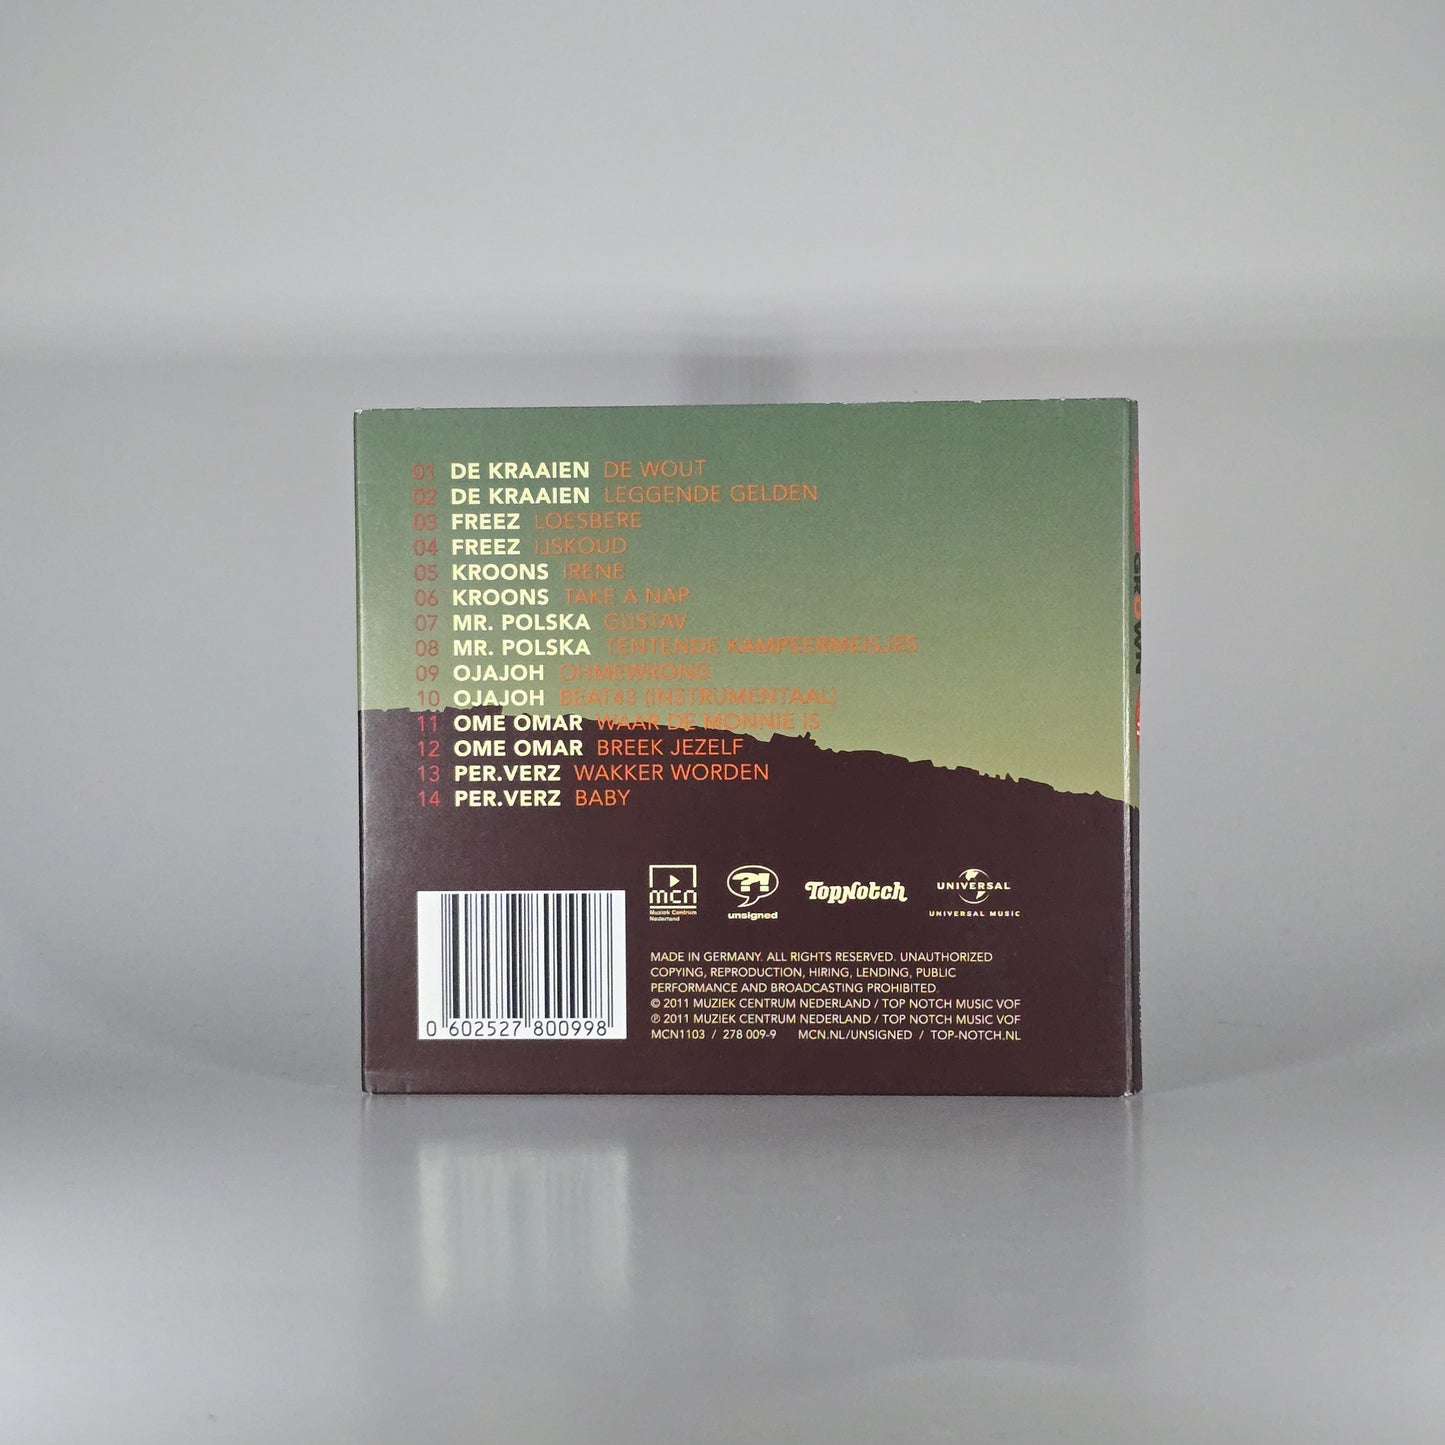 01 DE KRAAIEN DE WOUT
02 DE KRAAIEN LEGGENDE GELDEN
03 FREEZ LOESBERE
04 FREEZ IJSKOUD
05 KROONS IRENE
06 KROONS TAKE A NAP
07 MR. POLSKA GUSTAV
08 MR. POLSKA TENTENDE KAMPEERMEISJES
09 OJAJOH OHMEWRONG
10 OJAJOH BEAT43 (INSTRUMENTAAL)
11 OME OMAR WAAR DE MONNIE IS
12 OME OMAR BREEK JEZELF
13 PER.VERZ WAKKER WORDEN
14 PER.VERZ BABY
mcn
Muziek Centrum
Nederland
?!
unsigned
TopNotch
UNIVERSAL
UNIVERSAL MUSIC
MADE IN GERMANY. ALL RIGHTS RESERVED. UNAUTHORIZED
COPYING, REPRODUCTION, HIRING, LENDING, PUBLIC
PERFORMANCE AND BROADCASTING PROHIBITED.
© 2011 MUZIEK CENTRUM NEDERLAND / TOP NOTCH MUSIC VOF
℗ 2011 MUZIEK CENTRUM NEDERLAND / TOP NOTCH MUSIC VOF
MCN1103 / 278 009-9 MCN.NL/UNSIGNED / TOP-NOTCH.NL
0 602527 800998